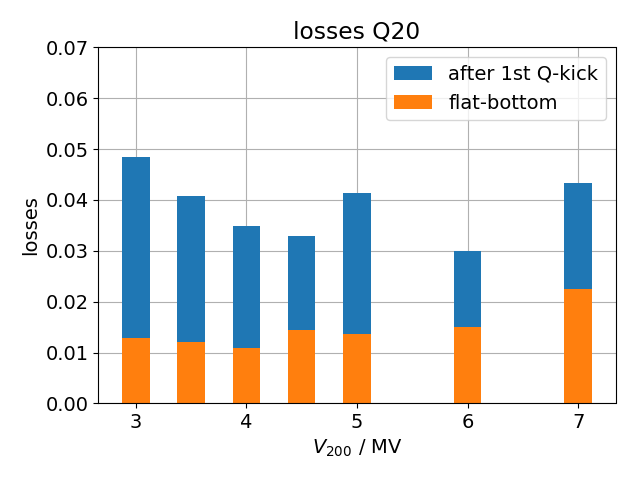 losses Q20
0.07
0.06
0.05
0.04
0.03
0.02
0.01
0.00
losses
after 1st Q-kick
flat-bottom
3 4 5 6 7
V200 / MV